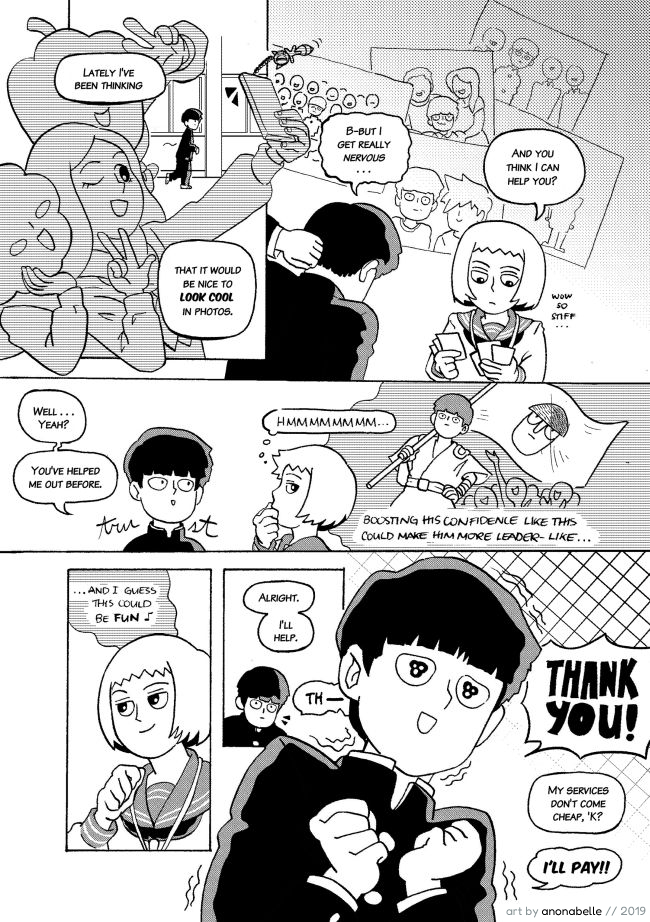 LATELY I'VE
BEEN THINKING
THAT IT WOULD
BE NICE TO
LOOK COOL
IN PHOTOS.
B-BUT I
GET REALLY
NERVOUS
...
AND YOU
THINK I CAN
HELP YOU?
WOW
SO
STIFF
...
WELL...
YEAH?
YOU'VE HELPED
ME OUT BEFORE.
tru st
HMMMMMMM...
BOOSTING HIS CONFIDENCE LIKE THIS
COULD MAKE HIM MORE LEADER-LIKE...
...AND I GUESS
THIS COULD
BE FUN ♪
ALRIGHT.
I'LL
HELP.
TH—
THANK
YOU!
MY SERVICES
DON'T COME
CHEAP, 'K?
I'LL PAY!!
art by anonabelle // 2019